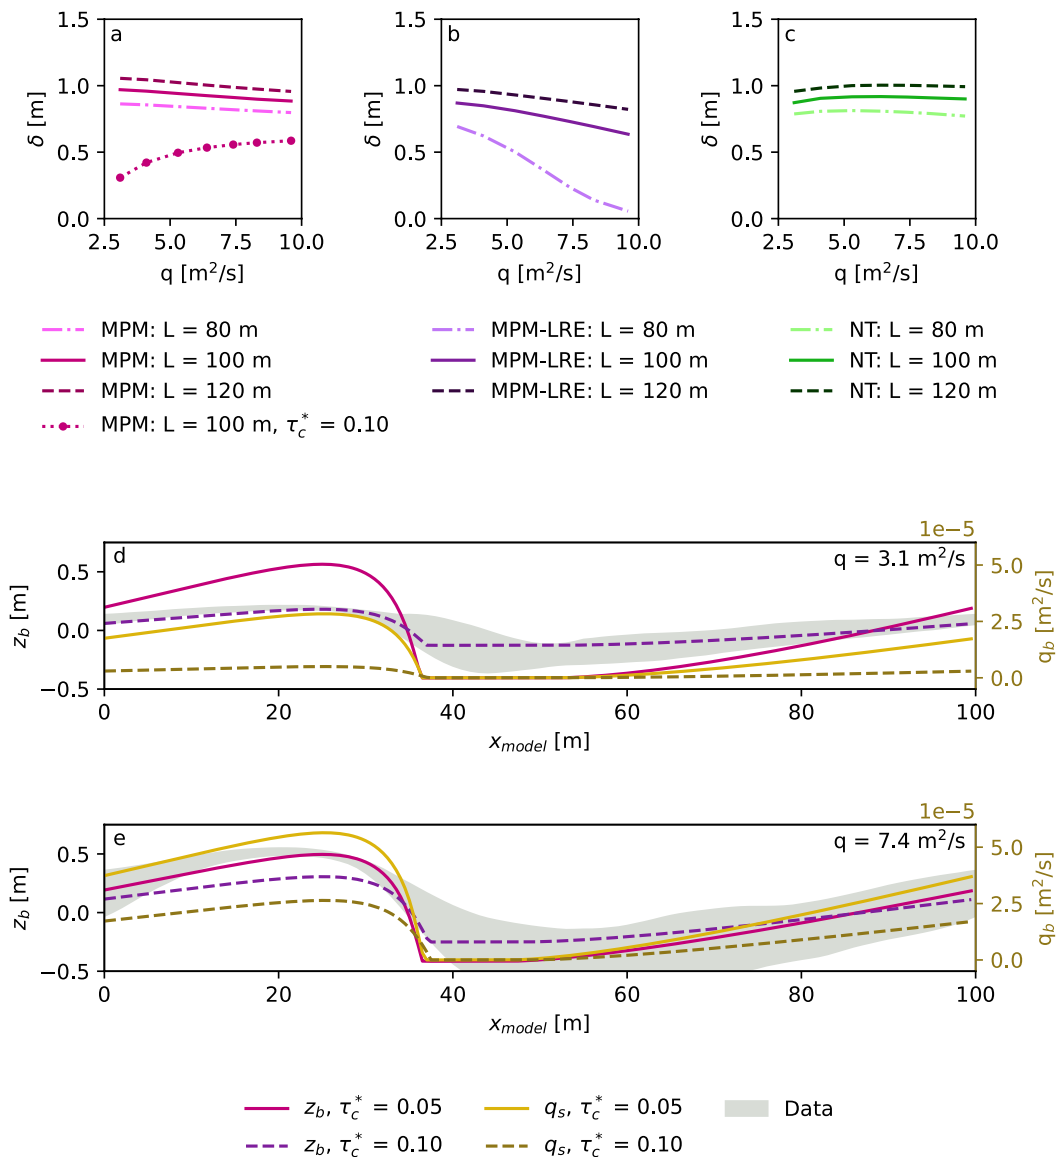 a
b
c
1.5
1.0
0.5
0.0
δ [m]
2.5 5.0 7.5 10.0
q [m²/s]
1.5
1.0
0.5
0.0
δ [m]
2.5 5.0 7.5 10.0
q [m²/s]
1.5
1.0
0.5
0.0
δ [m]
2.5 5.0 7.5 10.0
q [m²/s]
MPM: L = 80 m
MPM: L = 100 m
MPM: L = 120 m
MPM: L = 100 m, τ_c^* = 0.10
MPM-LRE: L = 80 m
MPM-LRE: L = 100 m
MPM-LRE: L = 120 m
NT: L = 80 m
NT: L = 100 m
NT: L = 120 m
1e−5
d
q = 3.1 m²/s
0.5
0.0
−0.5
z_b [m]
5.0
2.5
0.0
q_b [m²/s]
0 20 40 60 80 100
x_model [m]
1e−5
e
q = 7.4 m²/s
0.5
0.0
−0.5
z_b [m]
5.0
2.5
0.0
q_b [m²/s]
0 20 40 60 80 100
x_model [m]
z_b, τ_c^* = 0.05
z_b, τ_c^* = 0.10
q_s, τ_c^* = 0.05
q_s, τ_c^* = 0.10
Data